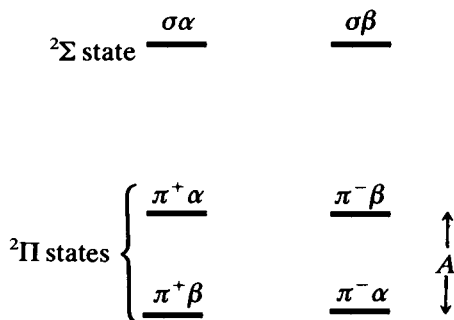 σα σβ
²Σ state
π⁺α π⁻β
²Π states
A
π⁺β π⁻α